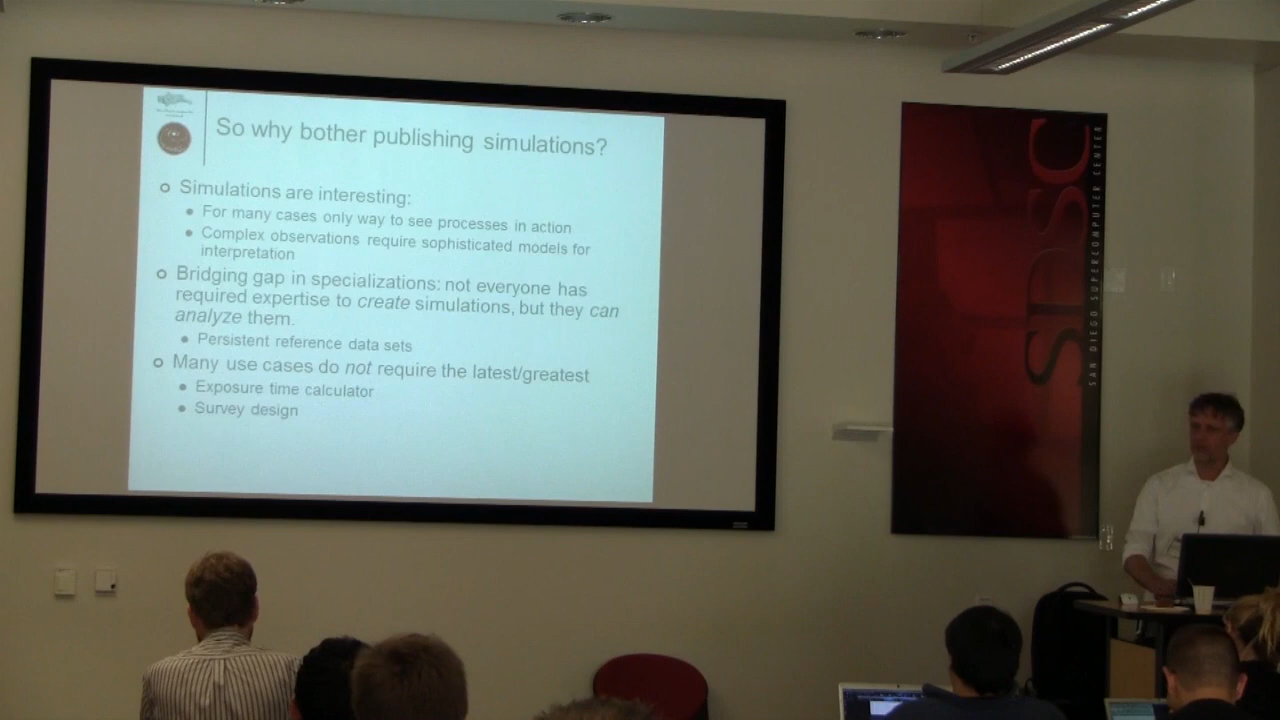 So why bother publishing simulations?
Simulations are interesting:
For many cases only way to see processes in action
Complex observations require sophisticated models for
interpretation
Bridging gap in specializations: not everyone has
required expertise to create simulations, but they can
analyze them.
Persistent reference data sets
Many use cases do not require the latest/greatest
Exposure time calculator
Survey design
SDSC
SAN DIEGO SUPERCOMPUTER CENTER